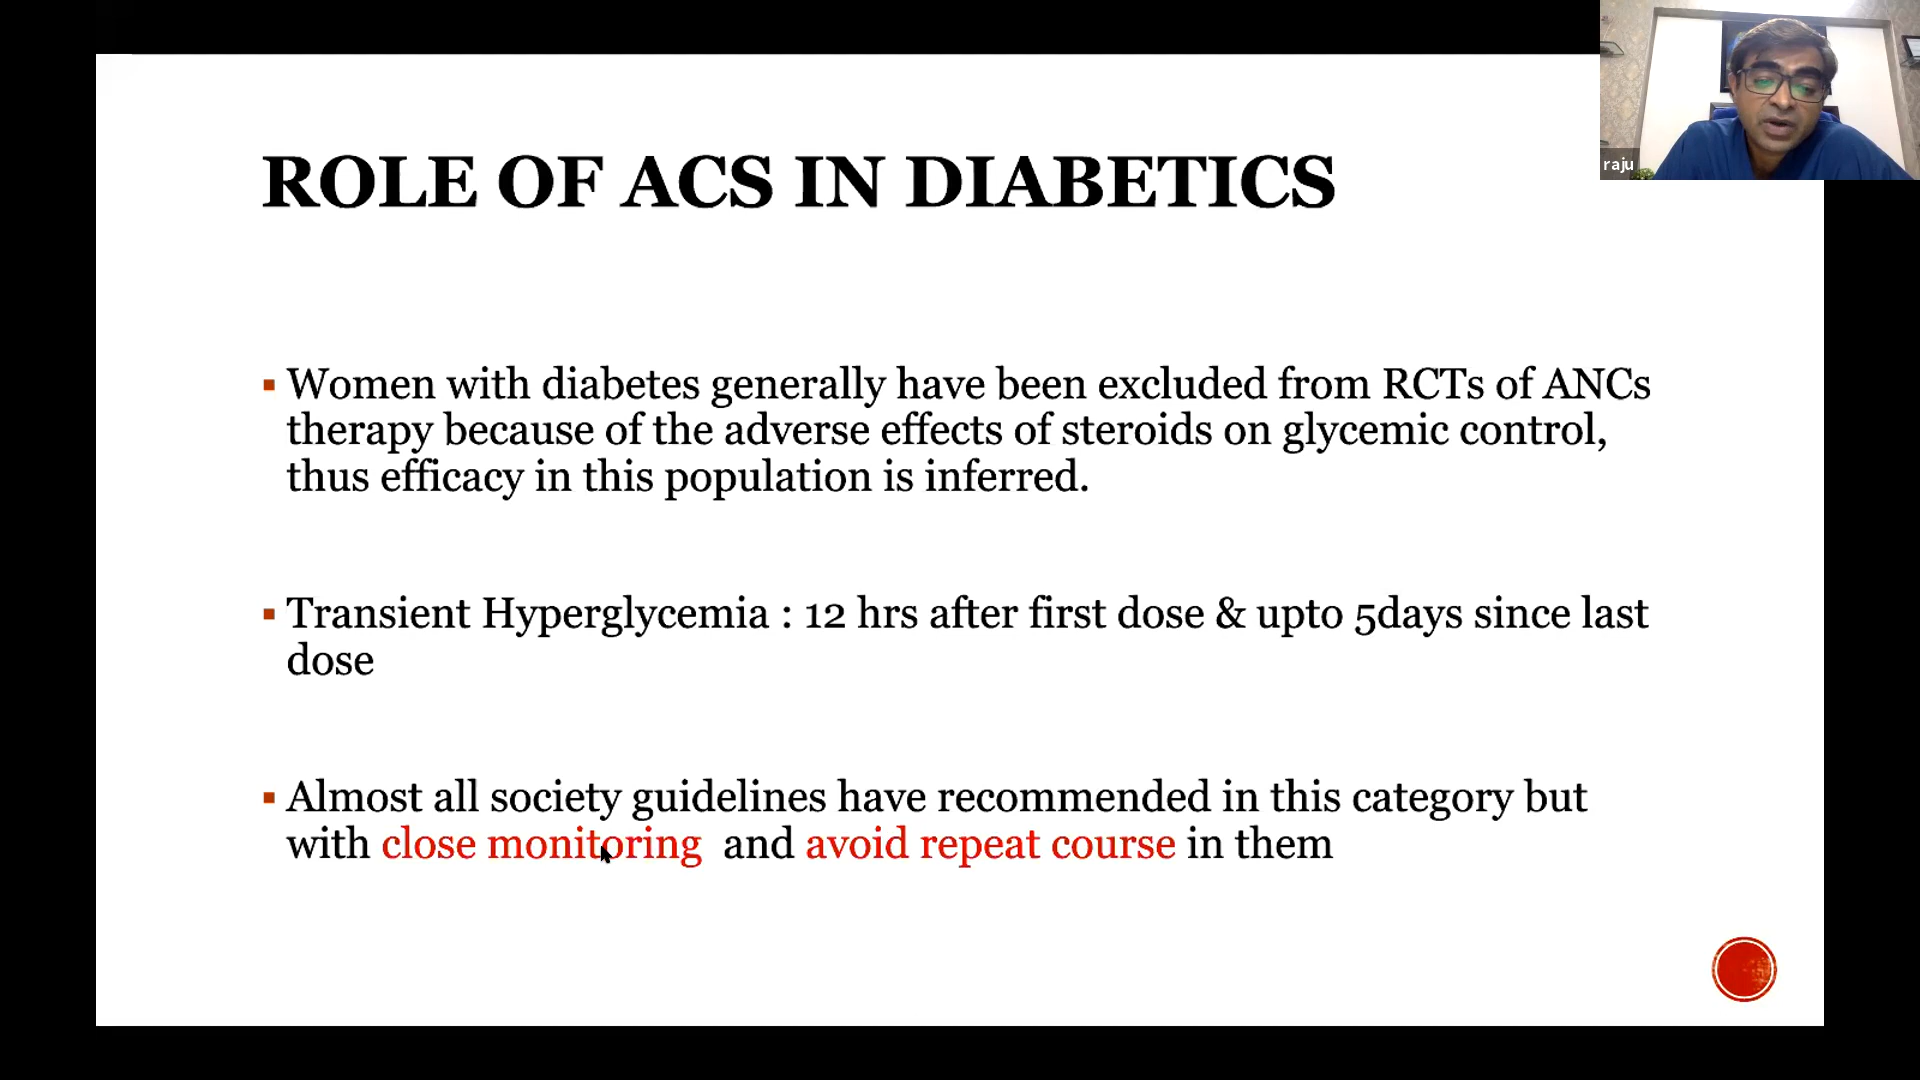 ROLE OF ACS IN DIABETICS
raju
▪ Women with diabetes generally have been excluded from RCTs of ANCs
therapy because of the adverse effects of steroids on glycemic control,
thus efficacy in this population is inferred.
▪ Transient Hyperglycemia : 12 hrs after first dose & upto 5days since last
dose
▪ Almost all society guidelines have recommended in this category but
with close monitoring  and avoid repeat course in them